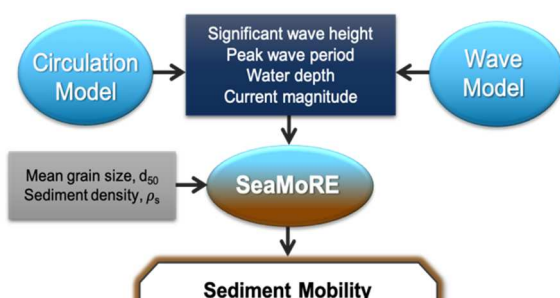 Significant wave height
Peak wave period
Water depth
Current magnitude
Circulation
Model
Wave
Model
Mean grain size, d₅₀
Sediment density, ρₛ
SeaMoRE
Sediment Mobility